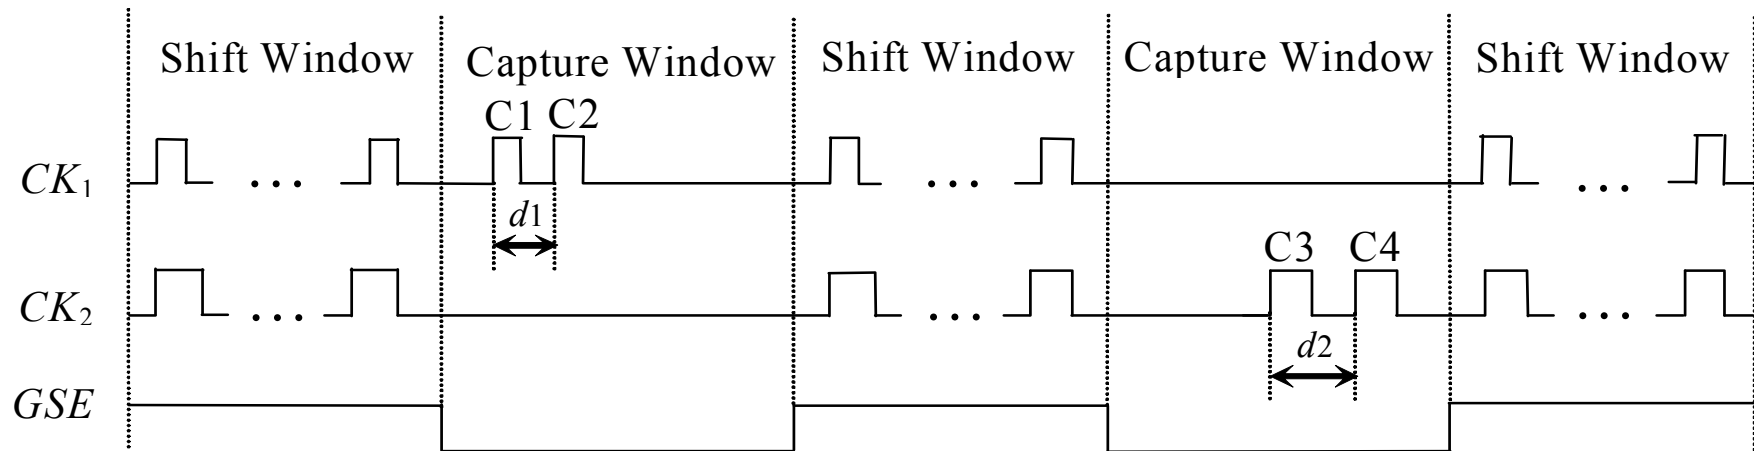 Shift Window Capture Window Shift Window Capture Window Shift Window
C1 C2
CK1 ... ... ...
d1
C3 C4
CK2 ... ... ...
d2
GSE